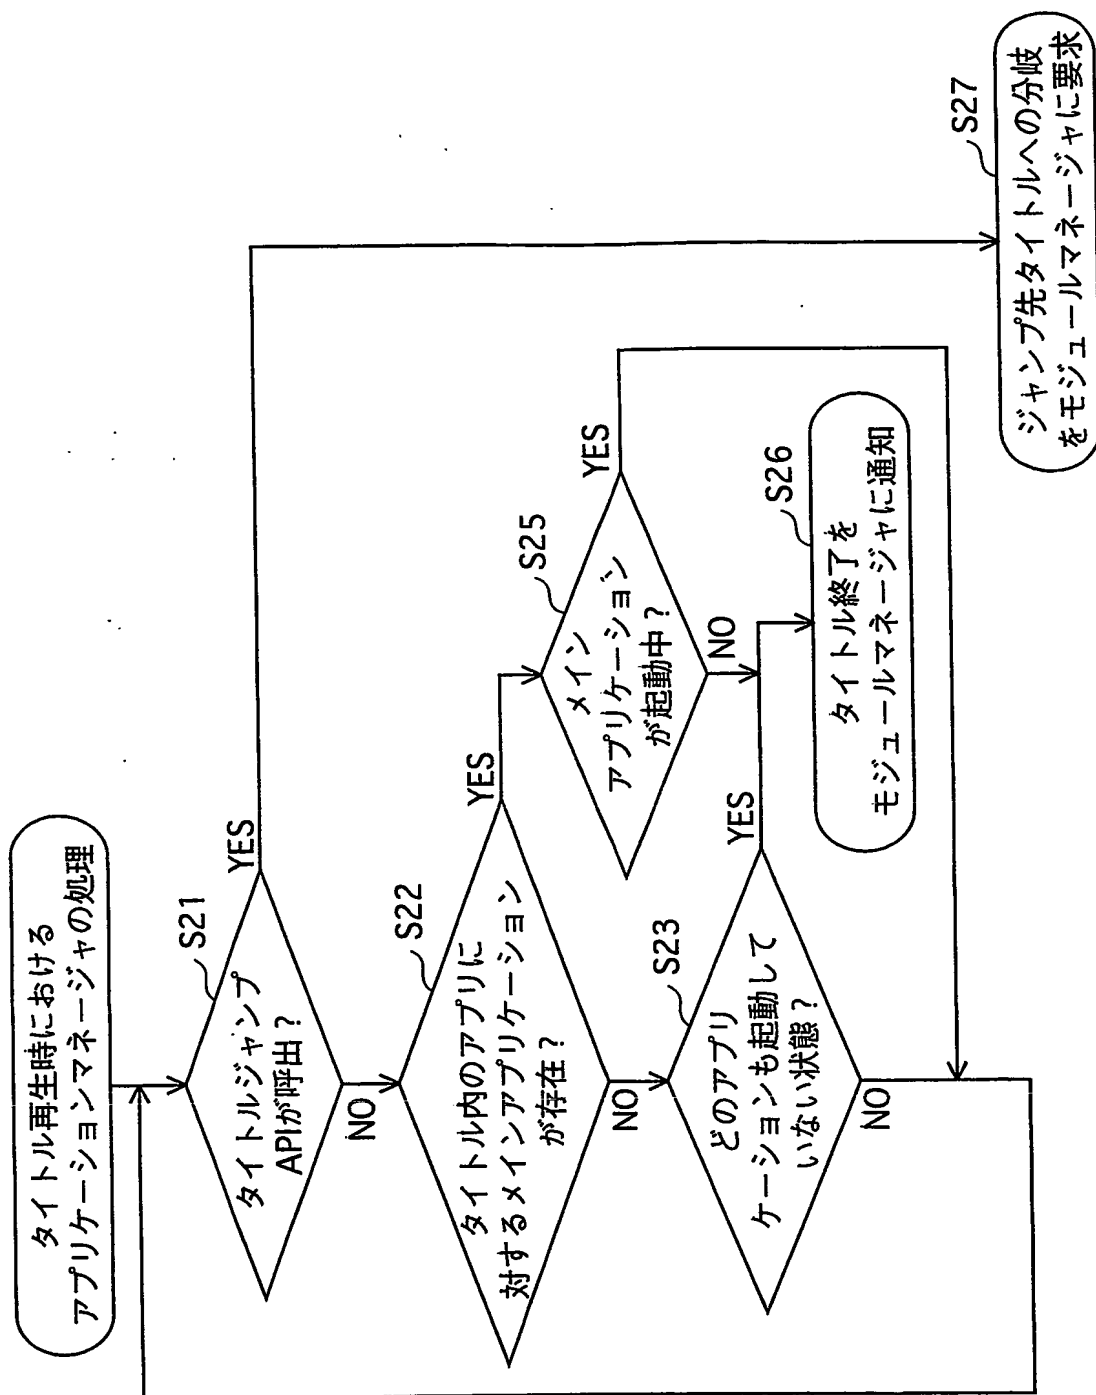 タイトル再生時における
アプリケーションマネージャの処理
S21
タイトルジャンプ
APIが呼出？
YES
NO
S22
タイトル内のアプリに
対するメインアプリケーション
が存在？
YES
NO
S23
どのアプリ
ケーションも起動して
いない状態？
YES
NO
S25
メイン
アプリケーション
が起動中？
YES
NO
S26
タイトル終了を
モジュールマネージャに通知
S27
ジャンプ先タイトルへの分岐
をモジュールマネージャに要求